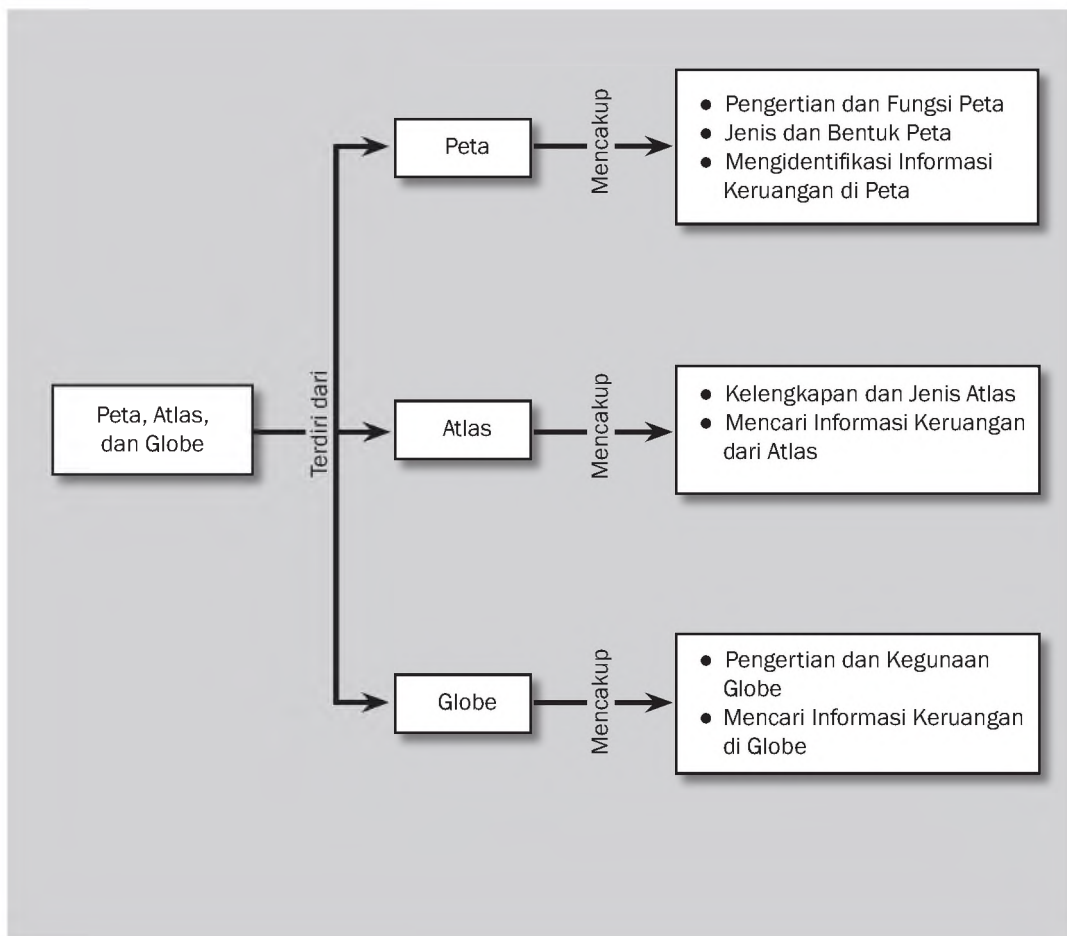 Peta, Atlas,
dan Globe
Terdiri dari
Peta
Mencakup
● Pengertian dan Fungsi Peta
● Jenis dan Bentuk Peta
● Mengidentifikasi Informasi
Keruangan di Peta
Atlas
Mencakup
● Kelengkapan dan Jenis Atlas
● Mencari Informasi Keruangan
dari Atlas
Globe
Mencakup
● Pengertian dan Kegunaan
Globe
● Mencari Informasi Keruangan
di Globe